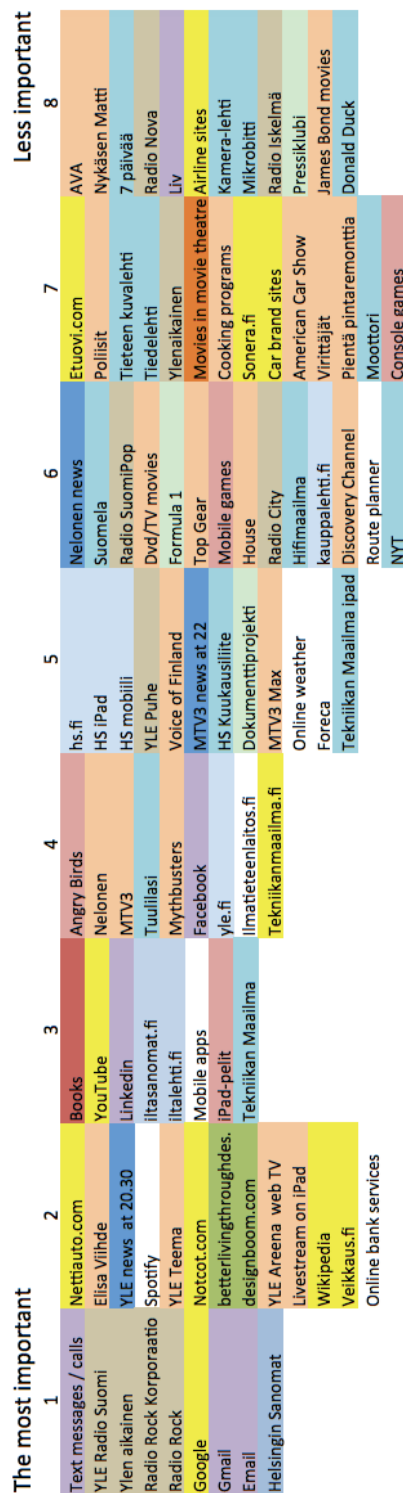 The most important
Less important
1
2
3
4
5
6
7
8
Text messages / calls
YLE Radio Suomi
Ylen aikainen
Radio Rock Korporaatio
Radio Rock
Google
Gmail
Email
Helsingin Sanomat
Nettiauto.com
Elisa Viihde
YLE news at 20.30
Spotify
YLE Teema
Notcot.com
betterlivingthroughdes.
designboom.com
YLE Areena web TV
Livestream on iPad
Wikipedia
Veikkaus.fi
Online bank services
Books
YouTube
Linkedin
iltasanomat.fi
iltalehti.fi
Mobile apps
iPad-pelit
Tekniikan Maailma
Angry Birds
Nelonen
MTV3
Tuulilasi
Mythbusters
Facebook
yle.fi
Ilmatieteenlaitos.fi
Tekniikanmaailma.fi
hs.fi
HS iPad
HS mobiili
YLE Puhe
Voice of Finland
MTV3 news at 22
HS Kuukausiliite
Dokumenttiprojekti
MTV3 Max
Online weather
Foreca
Tekniikan Maailma ipad
Nelonen news
Suomela
Radio SuomiPop
Dvd/TV movies
Formula 1
Top Gear
Mobile games
House
Radio City
Hifimaailma
kauppalehti.fi
Discovery Channel
Route planner
NYT
Etuovi.com
Poliisit
Tieteen kuvalehti
Tiedelehti
Ylenaikainen
Movies in movie theatre
Cooking programs
Sonera.fi
Car brand sites
American Car Show
Virittäjät
Pientä pintaremonttia
Moottori
Console games
AVA
Nykäsen Matti
7 päivää
Radio Nova
Liv
Airline sites
Kamera-lehti
Mikrobitti
Radio Iskelmä
Pressiklubi
James Bond movies
Donald Duck